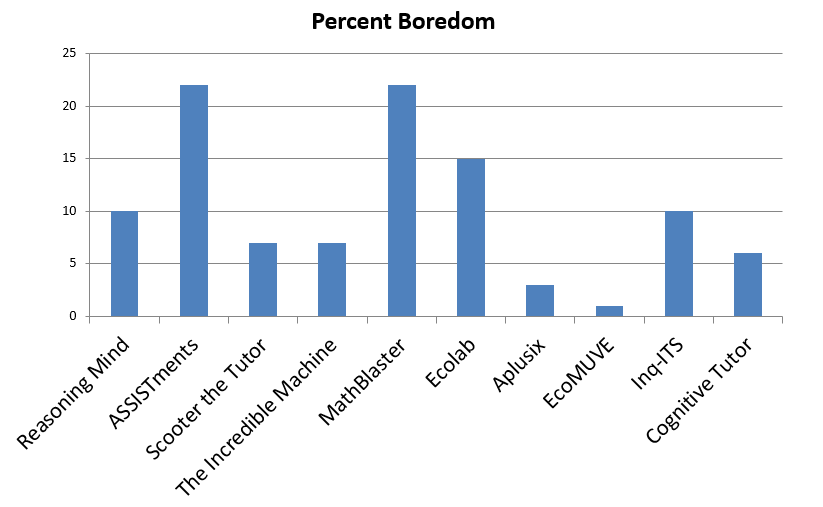 Percent Boredom
25
20
15
10
5
0
Reasoning Mind
ASSISTments
Scooter the Tutor
The Incredible Machine
MathBlaster
Ecolab
Aplusix
EcoMUVE
Inq-ITS
Cognitive Tutor